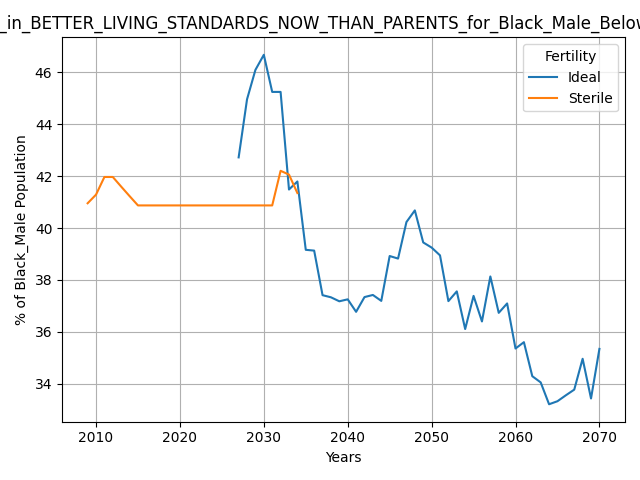 _in_BETTER_LIVING_STANDARDS_NOW_THAN_PARENTS_for_Black_Male_Below
Fertility
Ideal
Sterile
% of Black_Male Population
46
44
42
40
38
36
34
2010 2020 2030 2040 2050 2060 2070
Years